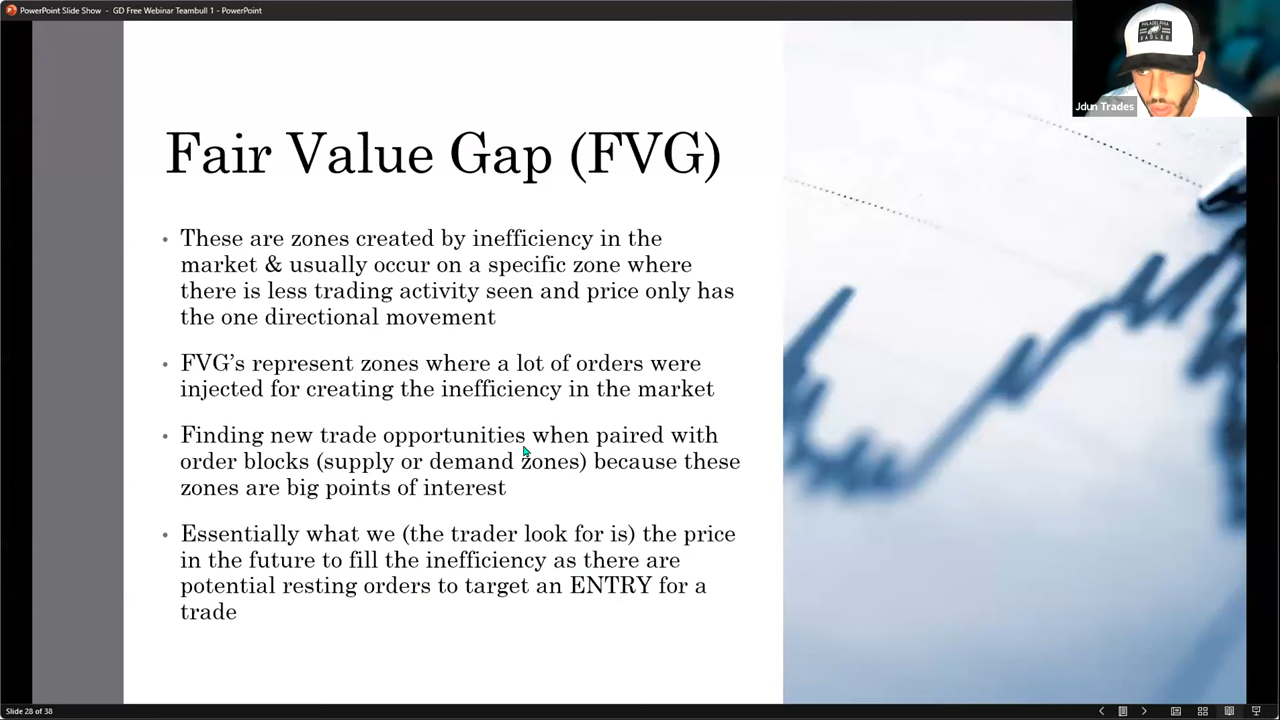 PowerPoint Slide Show - GD Free Webinar Teambull 1 - PowerPoint
PHILADELPHIA
EAGLES
Jdun Trades
Fair Value Gap (FVG)
• These are zones created by inefficiency in the
market & usually occur on a specific zone where
there is less trading activity seen and price only has
the one directional movement
• FVG’s represent zones where a lot of orders were
injected for creating the inefficiency in the market
• Finding new trade opportunities when paired with
order blocks (supply or demand zones) because these
zones are big points of interest
• Essentially what we (the trader look for is) the price
in the future to fill the inefficiency as there are
potential resting orders to target an ENTRY for a
trade
Slide 28 of 38